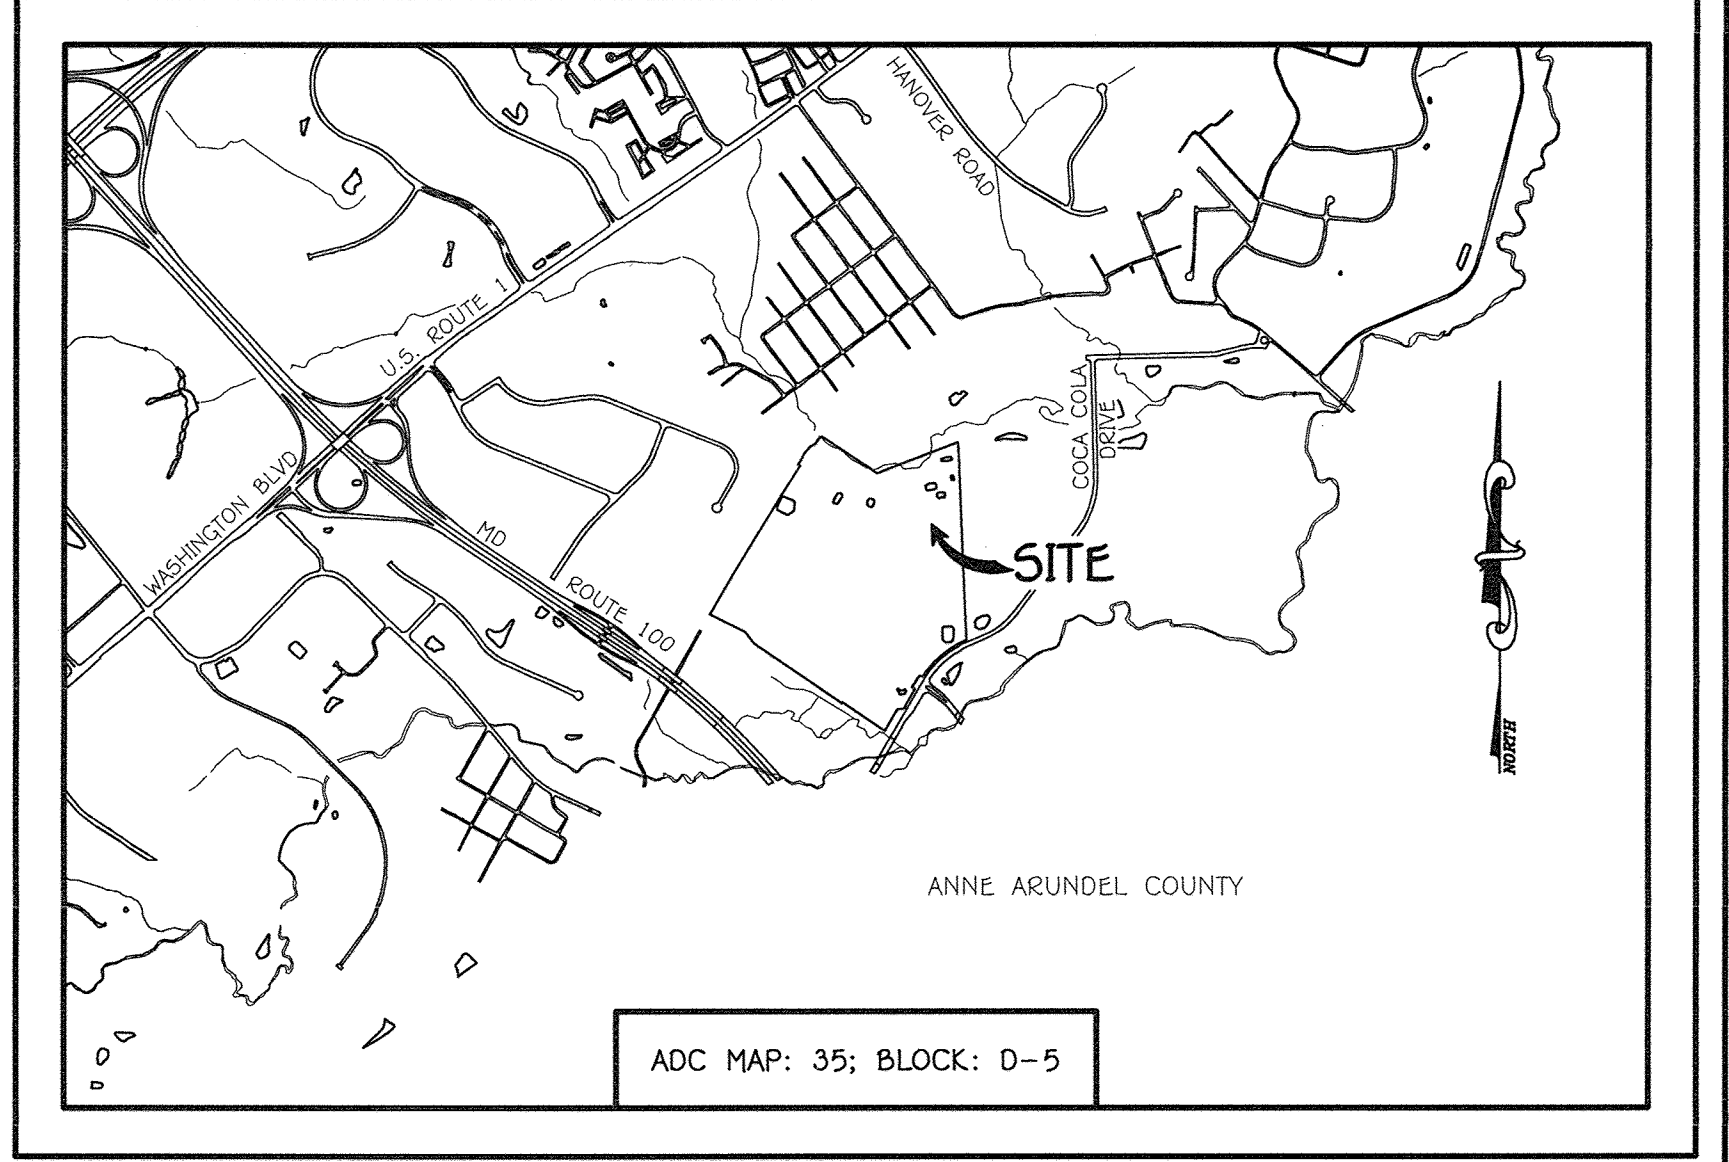 HANOVER ROAD
U.S. ROUTE 1
COCA COLA
DRIVE
WASHINGTON BLVD
MD
ROUTE 100
SITE
NORTH
ANNE ARUNDEL COUNTY
ADC MAP: 35; BLOCK: D-5